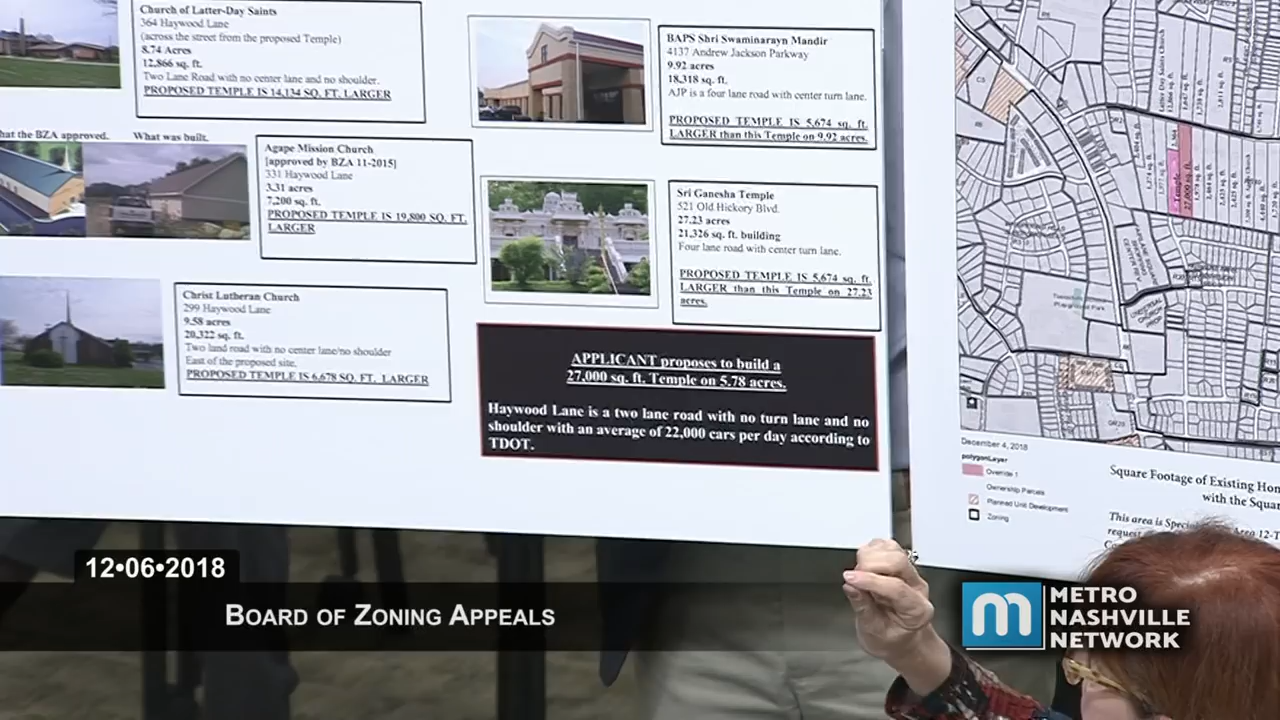 Church of Latter-Day Saints
364 Haywood Lane
(across the street from the proposed Temple)
8.74 Acres
12,866 sq. ft.
Two Lane Road with no center lane and no shoulder.
PROPOSED TEMPLE IS 14,134 SQ. FT. LARGER
hat the BZA approved.
What was built.
Agape Mission Church
[approved by BZA 11-2015]
331 Haywood Lane
3.31 acres
7,200 sq. ft.
PROPOSED TEMPLE IS 19,800 SQ. FT.
LARGER
Christ Lutheran Church
299 Haywood Lane
9.58 acres
20,322 sq. ft.
Two land road with no center lane/no shoulder
East of the proposed site.
PROPOSED TEMPLE IS 6,678 SQ. FT. LARGER
BAPS Shri Swaminarayn Mandir
4137 Andrew Jackson Parkway
9.92 acres
18,318 sq. ft.
AJP is a four lane road with center turn lane.
PROPOSED TEMPLE IS 5,674 sq. ft.
LARGER than this Temple on 9.92 acres.
Sri Ganesha Temple
521 Old Hickory Blvd.
27.23 acres
21,326 sq. ft. building
Four lane road with center turn lane.
PROPOSED TEMPLE IS 5,674 sq. ft.
LARGER than this Temple on 27.23
acres.
APPLICANT proposes to build a
27,000 sq. ft. Temple on 5.78 acres.
Haywood Lane is a two lane road with no turn lane and no
shoulder with an average of 22,000 cars per day according to
TDOT.
Temple
27,000 sq. ft.
December 4, 2018
polygonLayer
Override 1
Ownership Parcels
Planned Unit Development
Zoning
Square Footage of Existing Hom
with the Squar
This area is Speci
request
12•06•2018
BOARD OF ZONING APPEALS
m
METRO
NASHVILLE
NETWORK